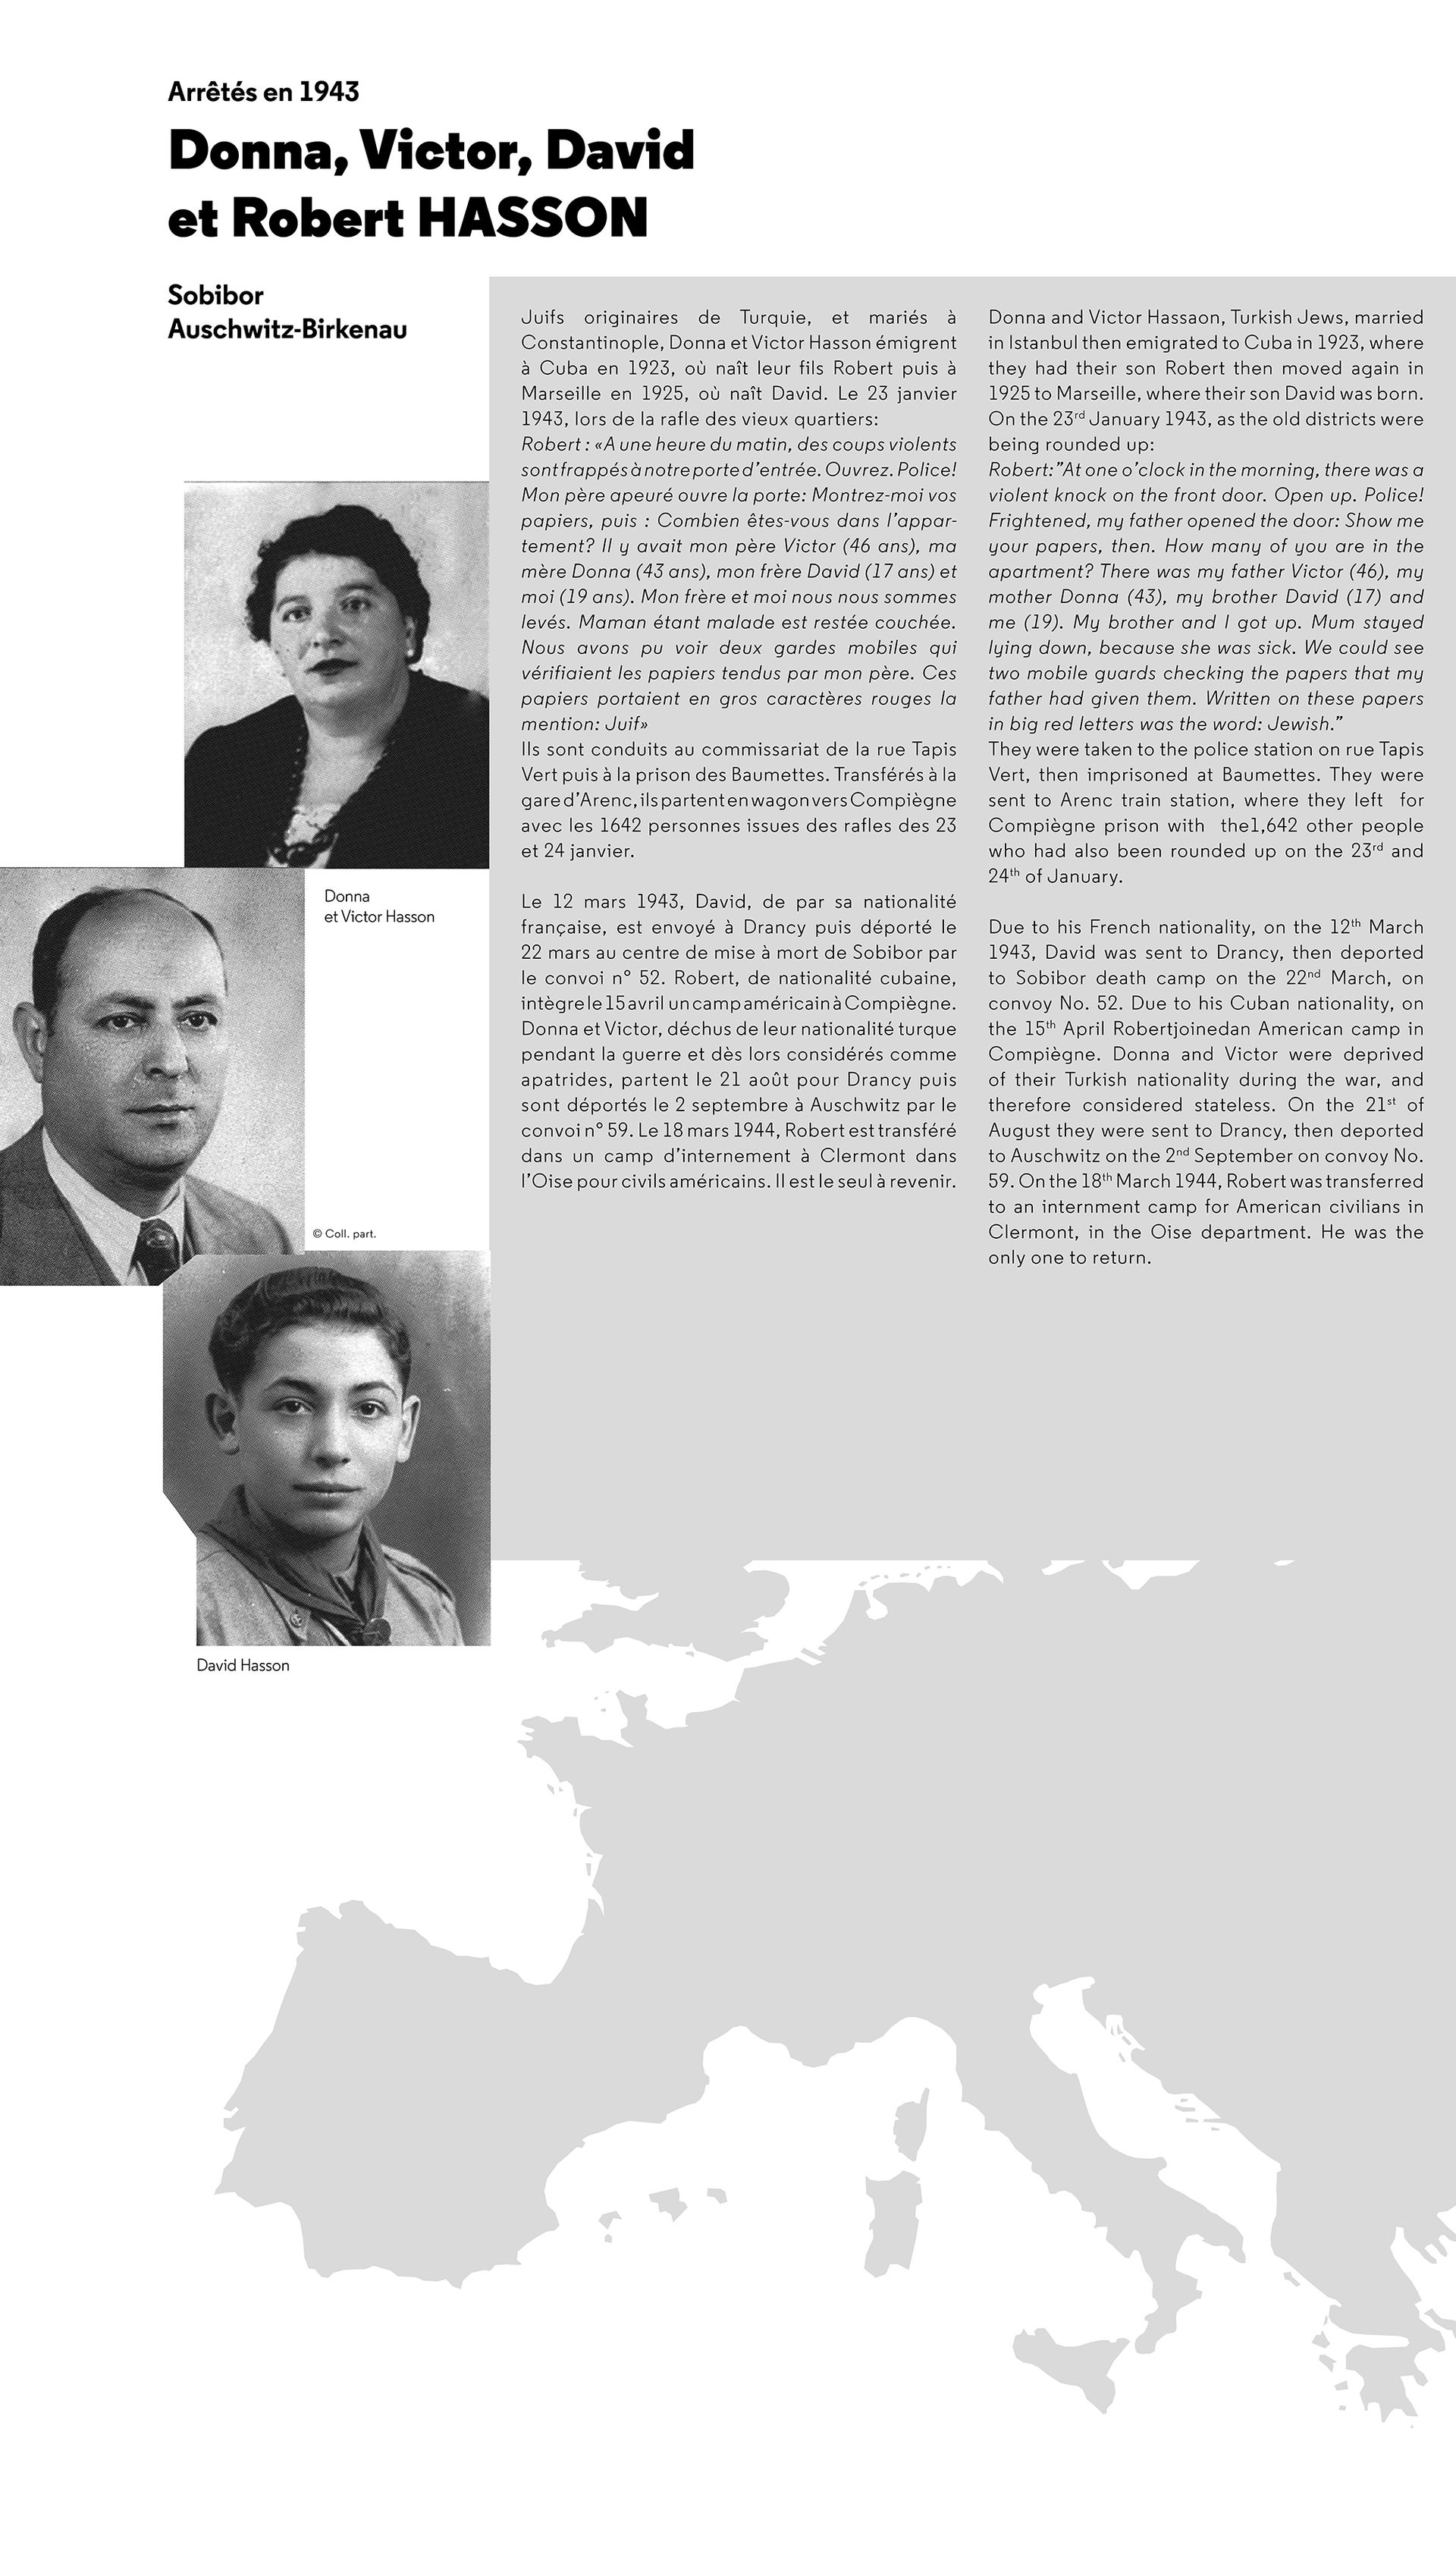 Arrêtés en 1943
Donna, Victor, David
et Robert HASSON
Sobibor
Auschwitz-Birkenau
Juifs originaires de Turquie, et mariés à
Constantinople, Donna et Victor Hasson émigrent
à Cuba en 1923, où naît leur fils Robert puis à
Marseille en 1925, où naît David. Le 23 janvier
1943, lors de la rafle des vieux quartiers:
Robert : «A une heure du matin, des coups violents
sont frappés à notre porte d'entrée. Ouvrez. Police!
Mon père apeuré ouvre la porte: Montrez-moi vos
papiers, puis : Combien êtes-vous dans l'appar-
tement? Il y avait mon père Victor (46 ans), ma
mère Donna (43 ans), mon frère David (17 ans) et
moi (19 ans). Mon frère et moi nous nous sommes
levés. Maman étant malade est restée couchée.
Nous avons pu voir deux gardes mobiles qui
vérifiaient les papiers tendus par mon père. Ces
papiers portaient en gros caractères rouges la
mention: Juif»
Ils sont conduits au commissariat de la rue Tapis
Vert puis à la prison des Baumettes. Transférés à la
gare d'Arenc, ils partent en wagon vers Compiègne
avec les 1642 personnes issues des rafles des 23
et 24 janvier.
Le 12 mars 1943, David, de par sa nationalité
française, est envoyé à Drancy puis déporté le
22 mars au centre de mise à mort de Sobibor par
le convoi n° 52. Robert, de nationalité cubaine,
intègre le 15 avril un camp américain à Compiègne.
Donna et Victor, déchus de leur nationalité turque
pendant la guerre et dès lors considérés comme
apatrides, partent le 21 août pour Drancy puis
sont déportés le 2 septembre à Auschwitz par le
convoi n° 59. Le 18 mars 1944, Robert est transféré
dans un camp d'internement à Clermont dans
l'Oise pour civils américains. Il est le seul à revenir.
Donna and Victor Hassaon, Turkish Jews, married
in Istanbul then emigrated to Cuba in 1923, where
they had their son Robert then moved again in
1925 to Marseille, where their son David was born.
On the 23rd January 1943, as the old districts were
being rounded up:
Robert:"At one o'clock in the morning, there was a
violent knock on the front door. Open up. Police!
Frightened, my father opened the door: Show me
your papers, then. How many of you are in the
apartment? There was my father Victor (46), my
mother Donna (43), my brother David (17) and
me (19). My brother and I got up. Mum stayed
lying down, because she was sick. We could see
two mobile guards checking the papers that my
father had given them. Written on these papers
in big red letters was the word: Jewish."
They were taken to the police station on rue Tapis
Vert, then imprisoned at Baumettes. They were
sent to Arenc train station, where they left for
Compiègne prison with the1,642 other people
who had also been rounded up on the 23rd and
24th of January.
Due to his French nationality, on the 12th March
1943, David was sent to Drancy, then deported
to Sobibor death camp on the 22nd March, on
convoy No. 52. Due to his Cuban nationality, on
the 15th April Robertjoinedan American camp in
Compiègne. Donna and Victor were deprived
of their Turkish nationality during the war, and
therefore considered stateless. On the 21st of
August they were sent to Drancy, then deported
to Auschwitz on the 2nd September on convoy No.
59. On the 18th March 1944, Robert was transferred
to an internment camp for American civilians in
Clermont, in the Oise department. He was the
only one to return.
Donna
et Victor Hasson
© Coll. part.
David Hasson